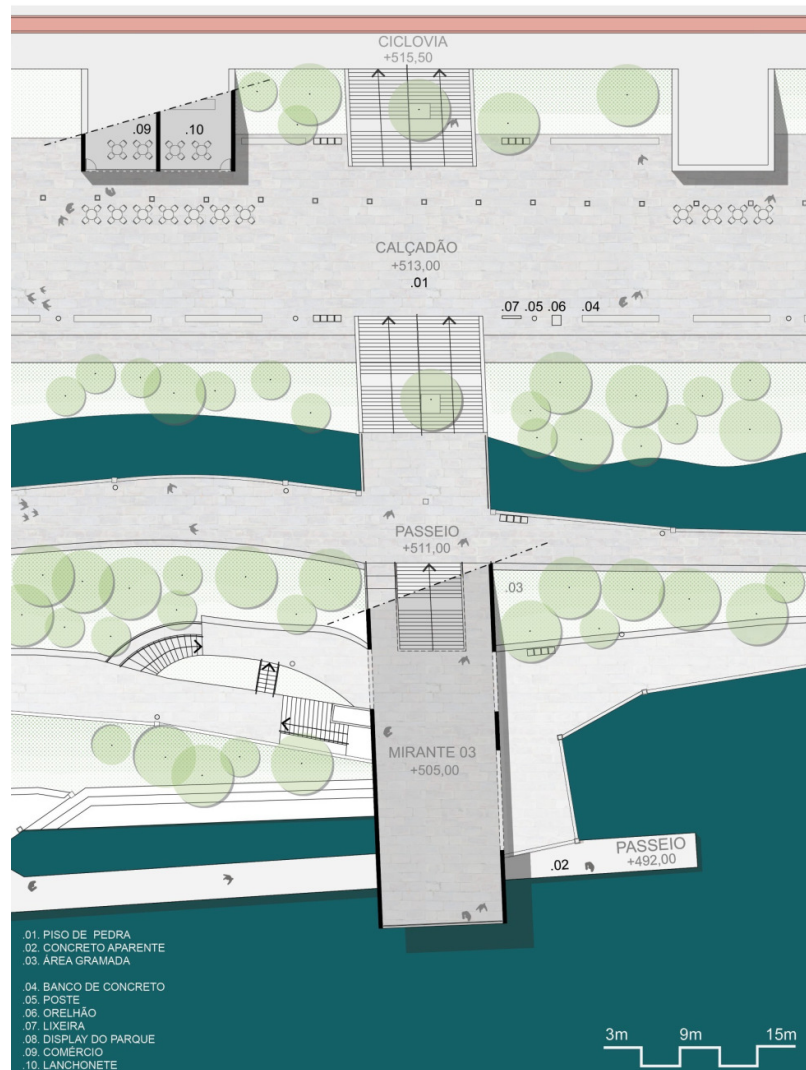 CICLOVIA
+515,50
.09
.10
CALÇADÃO
+513,00
.01
.07 .05 .06 .04
PASSEIO
+511,00
.03
MIRANTE 03
+505,00
PASSEIO
+492,00
.02
.01. PISO DE PEDRA
.02. CONCRETO APARENTE
.03. ÁREA GRAMADA
.04. BANCO DE CONCRETO
.05. POSTE
.06. ORELHÃO
.07. LIXEIRA
.08. DISPLAY DO PARQUE
.09. COMÉRCIO
.10. LANCHONETE
3m 9m 15m